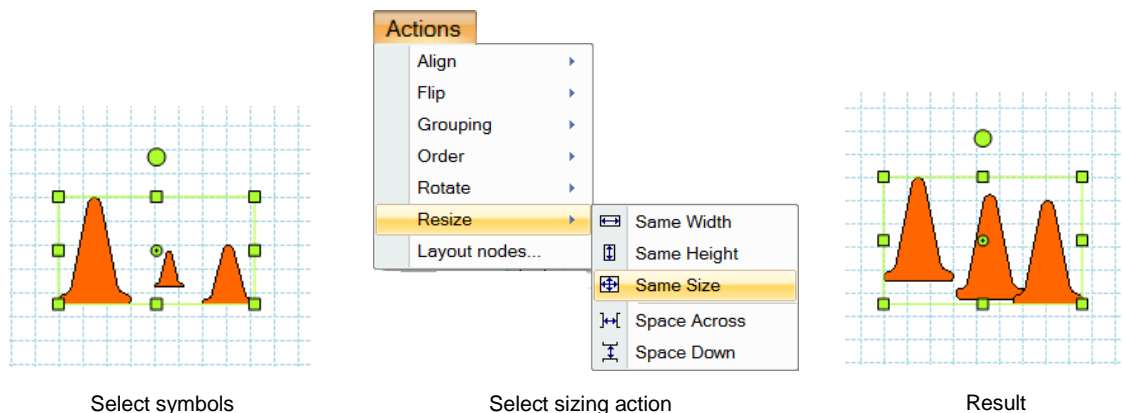 Actions
Align
Flip
Grouping
Order
Rotate
Resize
Layout nodes...
Same Width
Same Height
Same Size
Space Across
Space Down
Select symbols
Select sizing action
Result